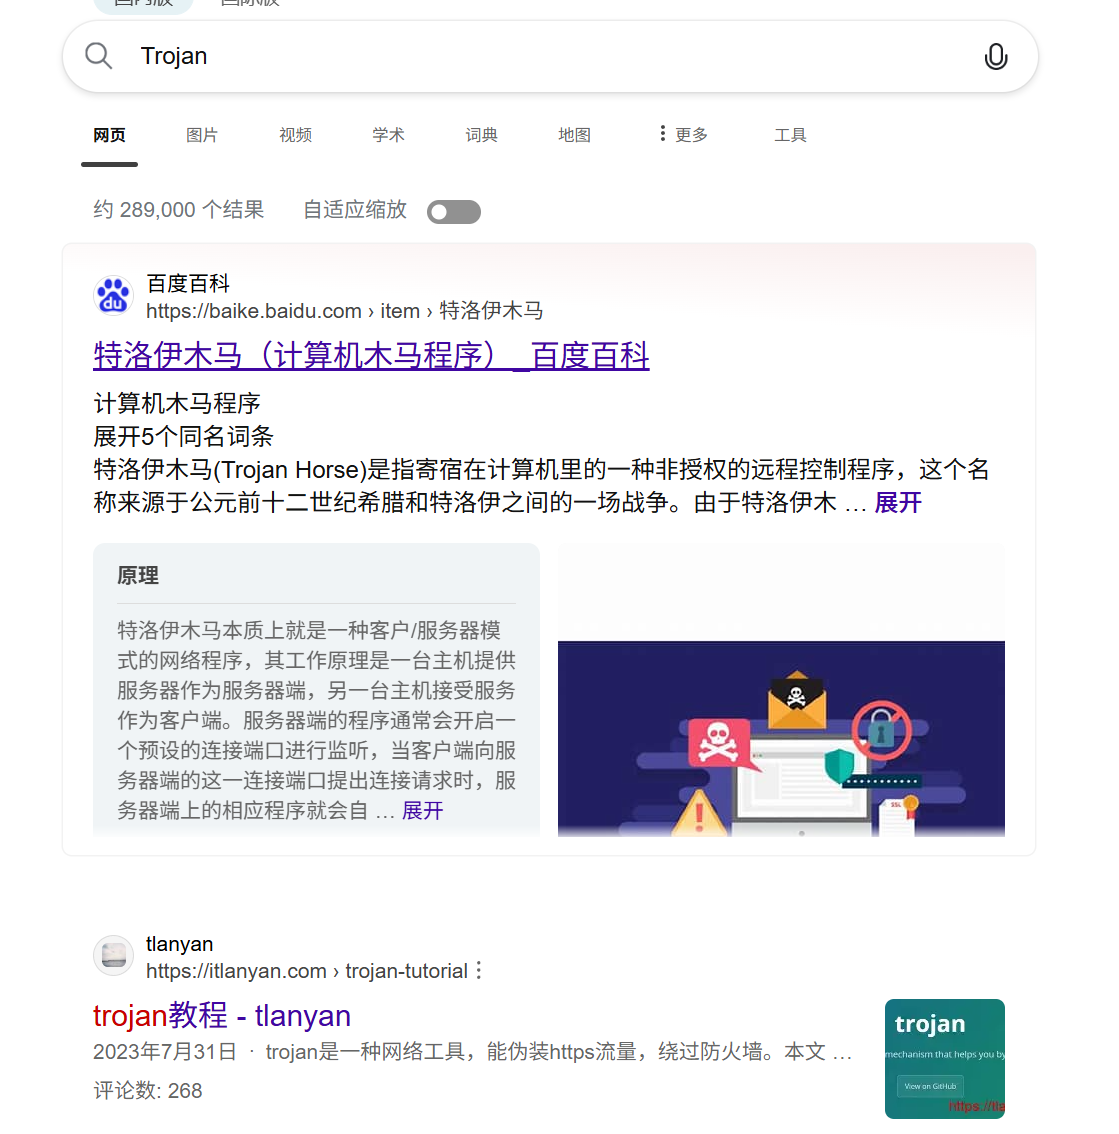 Trojan
网页
图片
视频
学术
词典
地图
更多
工具
约 289,000 个结果
自适应缩放
du
百度百科
https://baike.baidu.com › item › 特洛伊木马
特洛伊木马（计算机木马程序）_百度百科
计算机木马程序
展开5个同名词条
特洛伊木马(Trojan Horse)是指寄宿在计算机里的一种非授权的远程控制程序，这个名
称来源于公元前十二世纪希腊和特洛伊之间的一场战争。由于特洛伊木 … 展开
原理
特洛伊木马本质上就是一种客户/服务器模
式的网络程序，其工作原理是一台主机提供
服务器作为服务器端，另一台主机接受服务
作为客户端。服务器端的程序通常会开启一
个预设的连接端口进行监听，当客户端向服
务器端的这一连接端口提出连接请求时，服
务器端上的相应程序就会自 … 展开
SSL
tlanyan
https://itlanyan.com › trojan-tutorial
trojan教程 - tlanyan
2023年7月31日 · trojan是一种网络工具，能伪装https流量，绕过防火墙。本文 …
评论数: 268
trojan
mechanism that helps you by
View on GitHub
https://tla